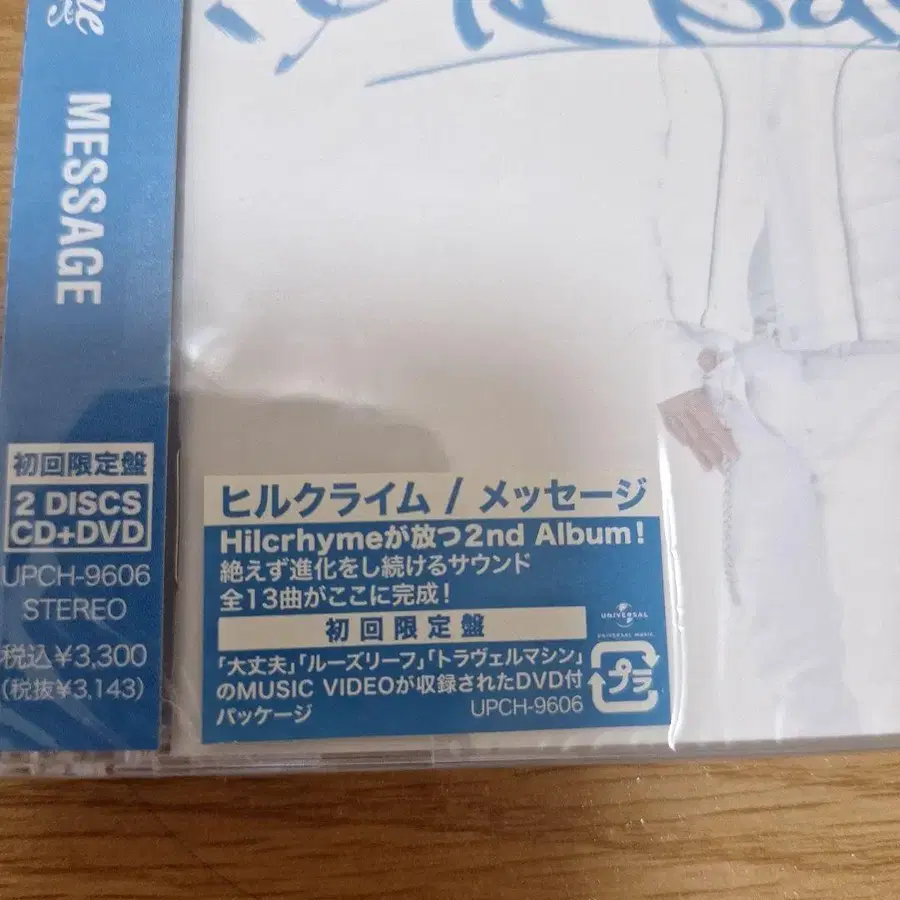 MESSAGE
初回限定盤
2 DISCS
CD+DVD
UPCH-9606
STEREO
税込¥3,300
(税抜¥3,143)
ヒルクライム / メッセージ
Hilcrhymeが放つ2nd Album!
絶えず進化をし続けるサウンド
全13曲がここに完成!
初回限定盤
UNIVERSAL
UNIVERSAL MUSIC
「大丈夫」「ルーズリーフ」「トラヴェルマシン」
のMUSIC VIDEOが収録されたDVD付
パッケージ
UPCH-9606
プラ